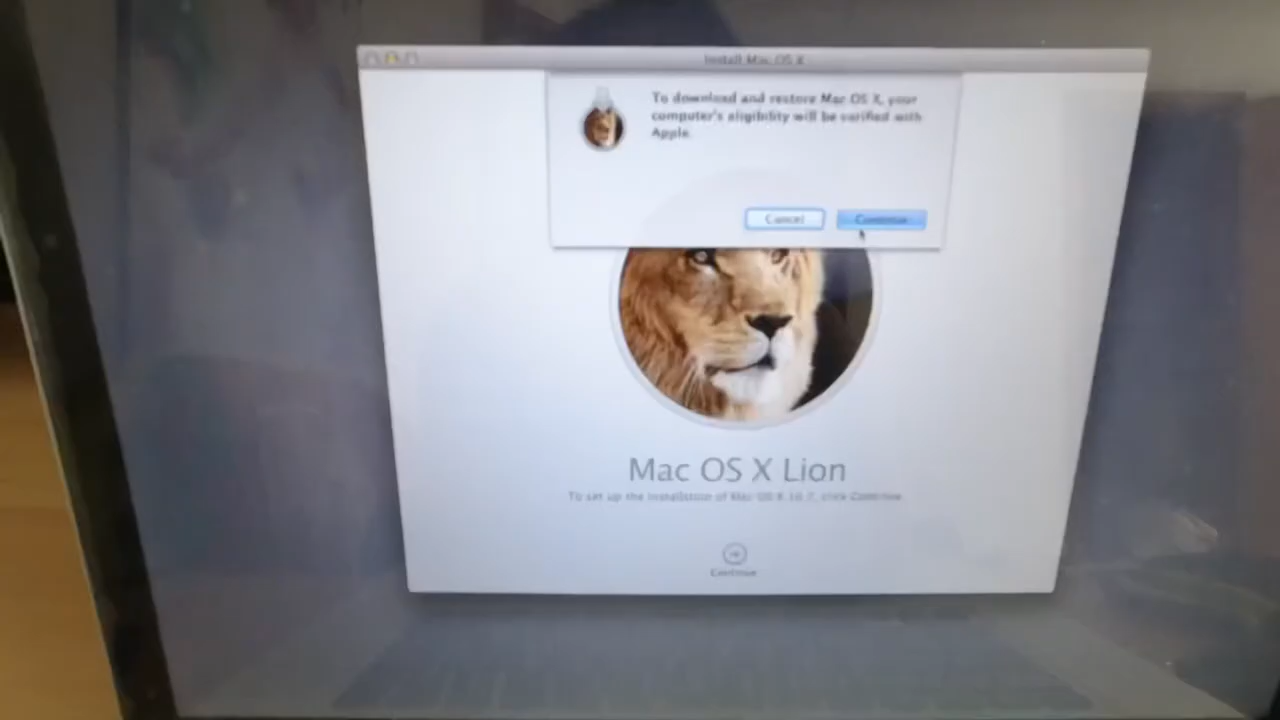 Install Mac OS X
To download and restore Mac OS X, your
computer's eligibility will be verified with
Apple.
Cancel
Continue
Mac OS X Lion
To set up the installation of Mac OS X 10.7, click Continue.
Continue